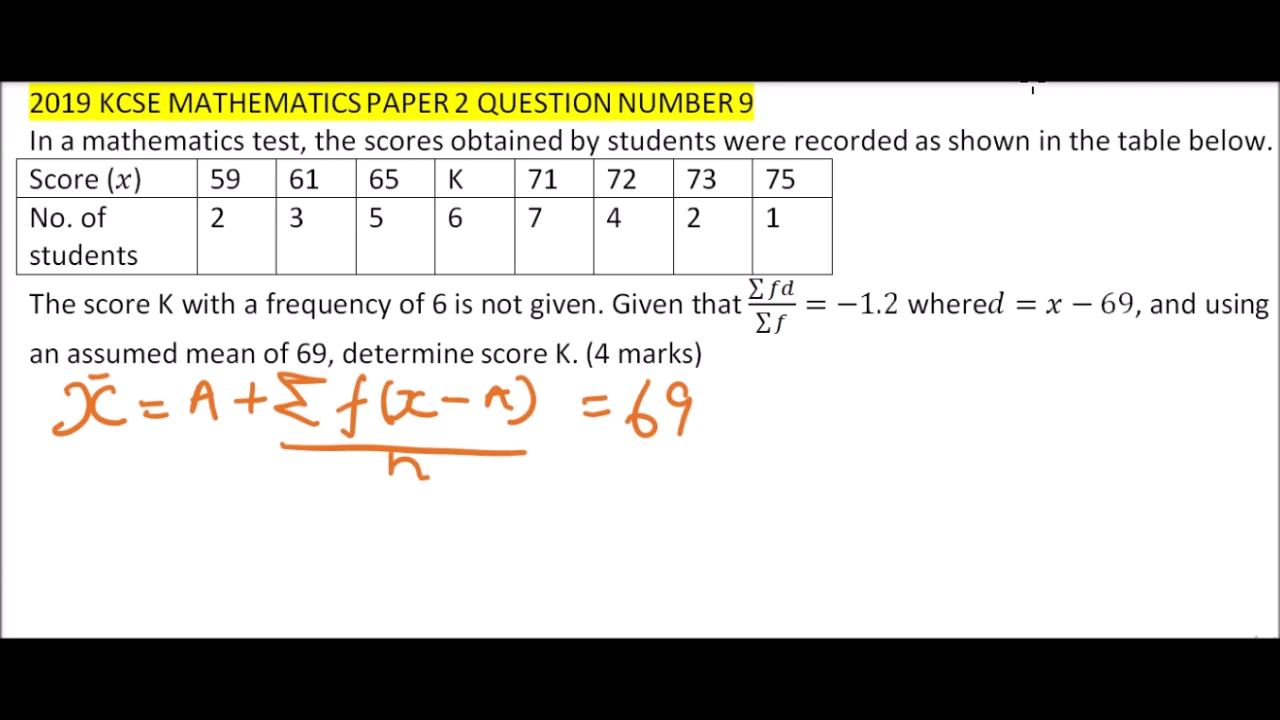 2019 KCSE MATHEMATICS PAPER 2 QUESTION NUMBER 9
In a mathematics test, the scores obtained by students were recorded as shown in the table below.
Score (x) 59 61 65 K 71 72 73 75
No. of students 2 3 5 6 7 4 2 1
The score K with a frequency of 6 is not given. Given that Σfd/Σf = −1.2 whered = x − 69, and using
an assumed mean of 69, determine score K. (4 marks)
x̄ = A + Σf(x − A)/n = 69